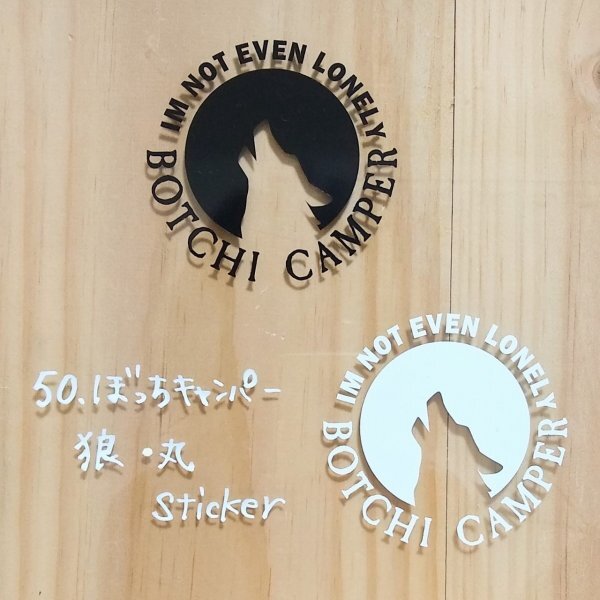 IM NOT EVEN LONELY
BOTCHI CAMPER
IM NOT EVEN LONELY
BOTCHI CAMPER
50.ぼっちキャンパー
狼・丸
sticker